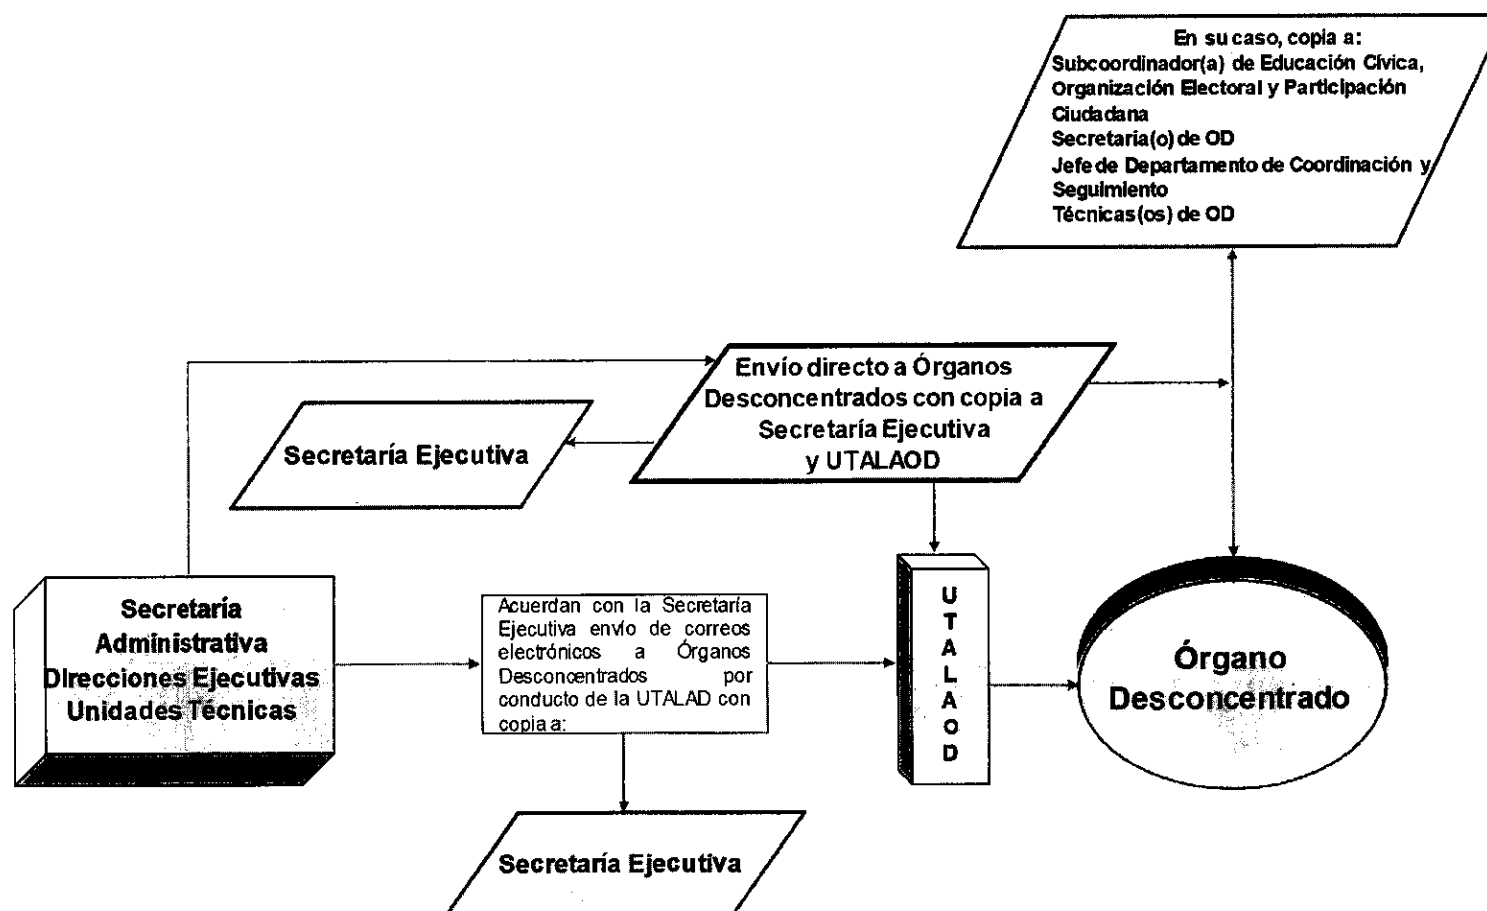 En su caso, copia a:
Subcoordinador(a) de Educación Cívica,
Organización Electoral y Participación
Ciudadana
Secretaria(o) de OD
Jefe de Departamento de Coordinación y
Seguimiento
Técnicas(os) de OD
Envío directo a Órganos
Desconcentrados con copia a
Secretaría Ejecutiva
y UTALAOD
Secretaría Ejecutiva
Secretaría
Administrativa
Direcciones Ejecutivas
Unidades Técnicas
Acuerdan con la Secretaría
Ejecutiva envío de correos
electrónicos a Órganos
Desconcentrados por
conducto de la UTALAD con
copia a:
U
T
A
L
A
O
D
Órgano
Desconcentrado
Secretaría Ejecutiva